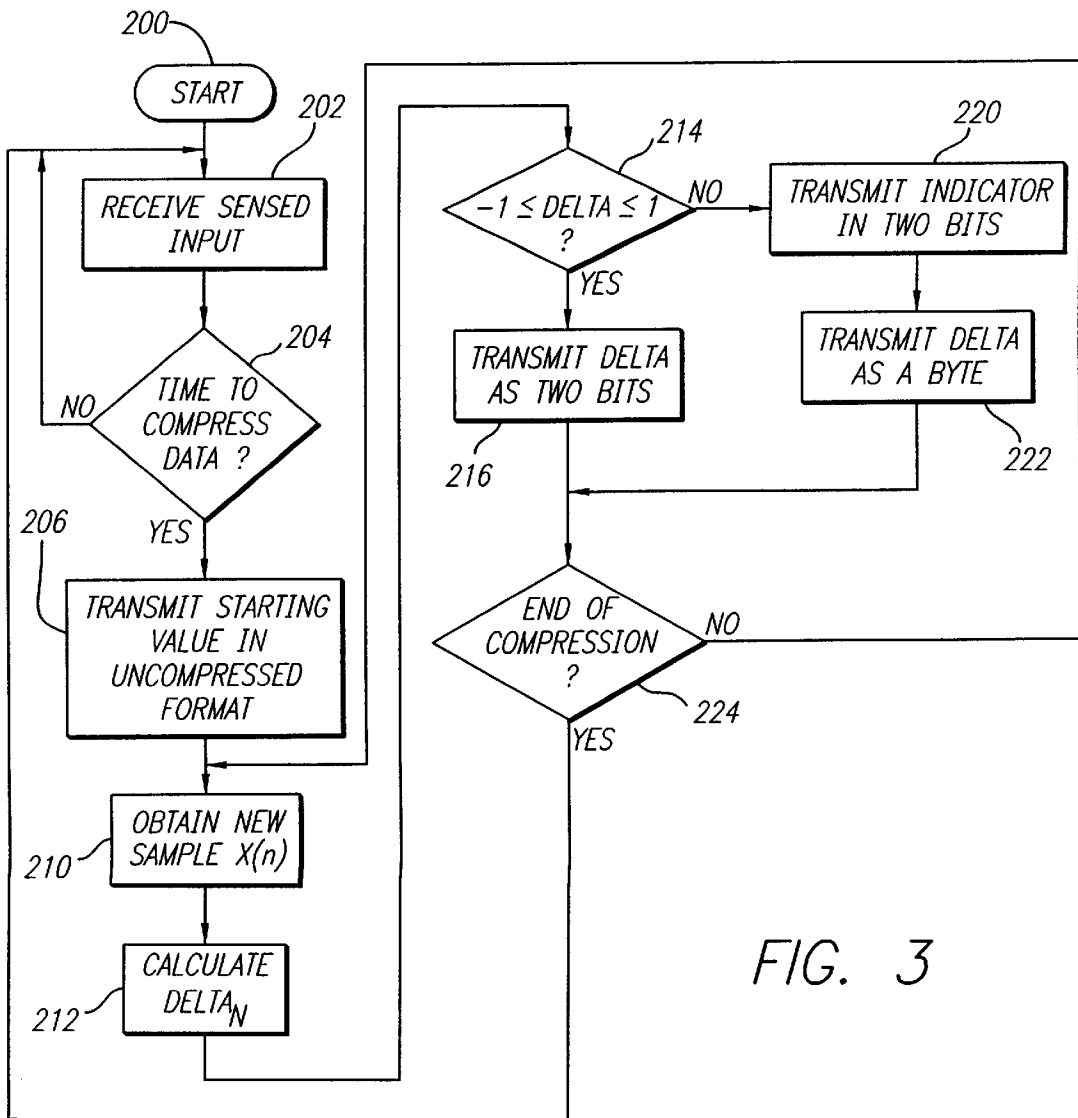 200
START
202
RECEIVE SENSED
INPUT
204
TIME TO
COMPRESS
DATA ?
NO
YES
206
TRANSMIT STARTING
VALUE IN
UNCOMPRESSED
FORMAT
OBTAIN NEW
SAMPLE X(n)
210
CALCULATE
DELTA_N
212
214
-1 ≤ DELTA ≤ 1
?
NO
YES
220
TRANSMIT INDICATOR
IN TWO BITS
TRANSMIT DELTA
AS TWO BITS
216
TRANSMIT DELTA
AS A BYTE
222
END OF
COMPRESSION
?
NO
224
YES
FIG. 3